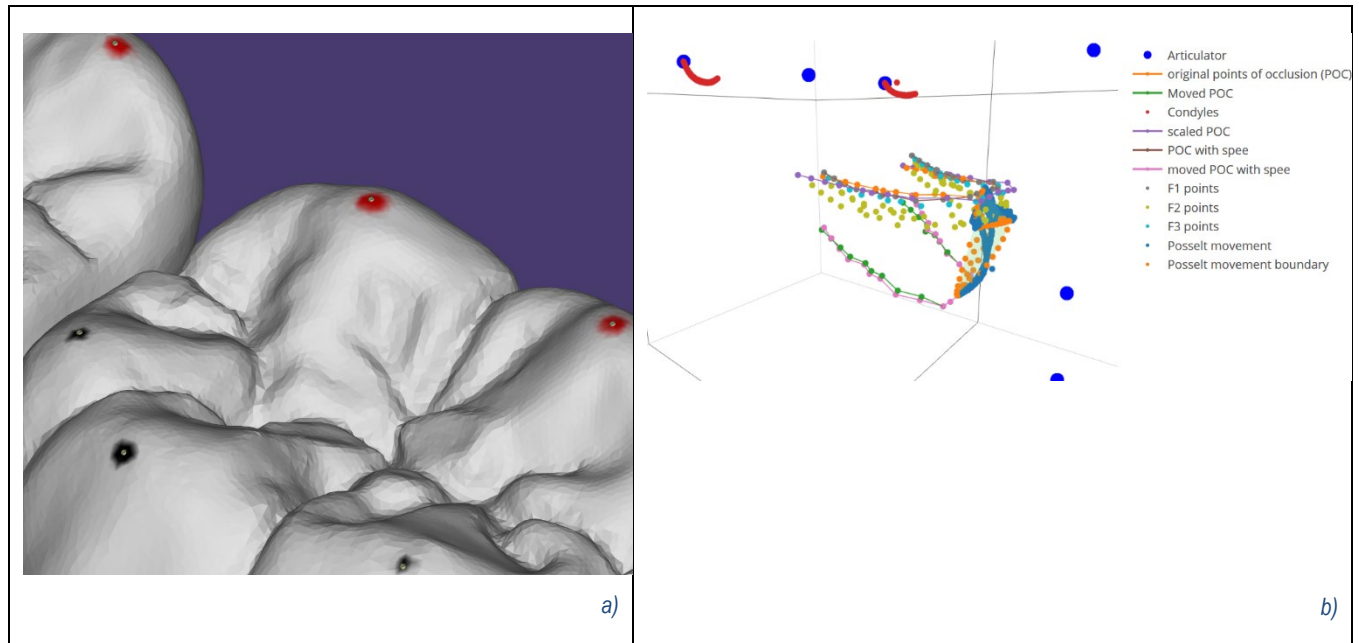 Articulator
original points of occlusion (POC)
Moved POC
Condyles
scaled POC
POC with spee
moved POC with spee
F1 points
F2 points
F3 points
Posselt movement
Posselt movement boundary
a)
b)